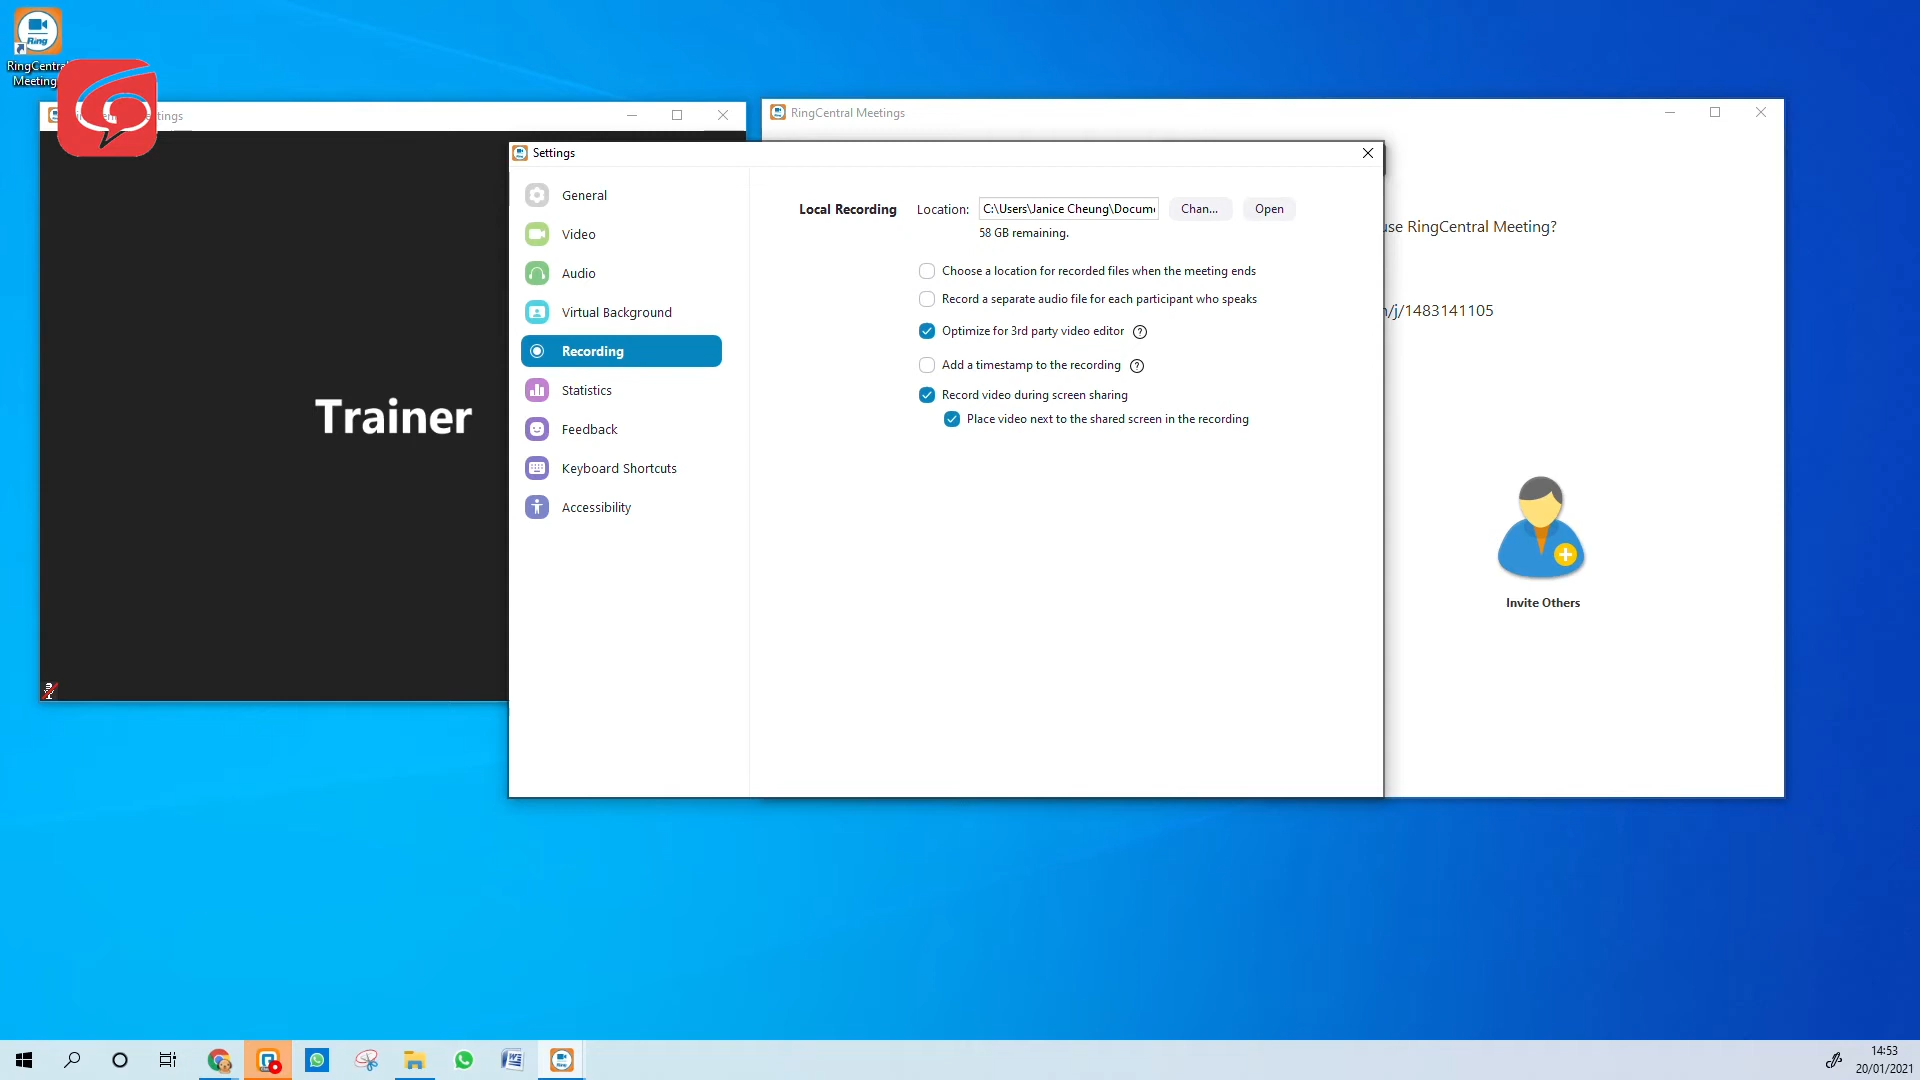 Ring
RingCentral
Meeting
tings
RingCentral Meetings
Settings
General
Video
Audio
Virtual Background
Recording
Statistics
Feedback
Keyboard Shortcuts
Accessibility
Local Recording
Location:
C:\Users\Janice Cheung\Docum
Chan...
Open
58 GB remaining.
Choose a location for recorded files when the meeting ends
Record a separate audio file for each participant who speaks
Optimize for 3rd party video editor
Add a timestamp to the recording
Record video during screen sharing
Place video next to the shared screen in the recording
Trainer
use RingCentral Meeting?
/j/1483141105
Invite Others
14:53
20/01/2021